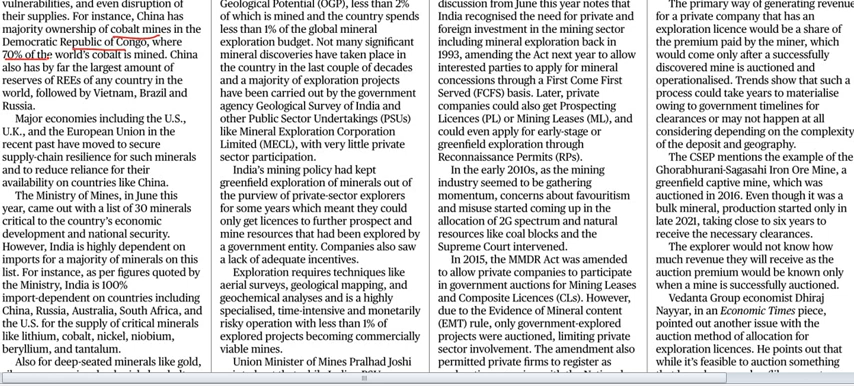 vulnerabilities, and even disruption of
their supplies. For instance, China has
majority ownership of cobalt mines in the
Democratic Republic of Congo, where
70% of the world's cobalt is mined. China
also has by far the largest amount of
reserves of REEs of any country in the
world, followed by Vietnam, Brazil and
Russia.
Major economies including the U.S.,
U.K., and the European Union in the
recent past have moved to secure
supply-chain resilience for such minerals
and to reduce reliance for their
availability on countries like China.
The Ministry of Mines, in June this
year, came out with a list of 30 minerals
critical to the country's economic
development and national security.
However, India is highly dependent on
imports for a majority of minerals on this
list. For instance, as per figures quoted by
the Ministry, India is 100%
import-dependent on countries including
China, Russia, Australia, South Africa, and
the U.S. for the supply of critical minerals
like lithium, cobalt, nickel, niobium,
beryllium, and tantalum.
Also for deep-seated minerals like gold,
Geological Potential (OGP), less than 2%
of which is mined and the country spends
less than 1% of the global mineral
exploration budget. Not many significant
mineral discoveries have taken place in
the country in the last couple of decades
and a majority of exploration projects
have been carried out by the government
agency Geological Survey of India and
other Public Sector Undertakings (PSUs)
like Mineral Exploration Corporation
Limited (MECL), with very little private
sector participation.
India's mining policy had kept
greenfield exploration of minerals out of
the purview of private-sector explorers
for some years which meant they could
only get licences to further prospect and
mine resources that had been explored by
a government entity. Companies also saw
a lack of adequate incentives.
Exploration requires techniques like
aerial surveys, geological mapping, and
geochemical analyses and is a highly
specialised, time-intensive and monetarily
risky operation with less than 1% of
explored projects becoming commercially
viable mines.
Union Minister of Mines Pralhad Joshi
discussion from June this year notes that
India recognised the need for private and
foreign investment in the mining sector
including mineral exploration back in
1993, amending the Act next year to allow
interested parties to apply for mineral
concessions through a First Come First
Served (FCFS) basis. Later, private
companies could also get Prospecting
Licences (PL) or Mining Leases (ML), and
could even apply for early-stage or
greenfield exploration through
Reconnaissance Permits (RPs).
In the early 2010s, as the mining
industry seemed to be gathering
momentum, concerns about favouritism
and misuse started coming up in the
allocation of 2G spectrum and natural
resources like coal blocks and the
Supreme Court intervened.
In 2015, the MMDR Act was amended
to allow private companies to participate
in government auctions for Mining Leases
and Composite Licences (CLs). However,
due to the Evidence of Mineral content
(EMT) rule, only government-explored
projects were auctioned, limiting private
sector involvement. The amendment also
permitted private firms to register as
The primary way of generating revenue
for a private company that has an
exploration licence would be a share of
the premium paid by the miner, which
would come only after a successfully
discovered mine is auctioned and
operationalised. Trends show that such a
process could take years to materialise
owing to government timelines for
clearances or may not happen at all
considering depending on the complexity
of the deposit and geography.
The CSEP mentions the example of the
Ghorabhurani-Sagasahi Iron Ore Mine, a
greenfield captive mine, which was
auctioned in 2016. Even though it was a
bulk mineral, production started only in
late 2021, taking close to six years to
receive the necessary clearances.
The explorer would not know how
much revenue they will receive as the
auction premium would be known only
when a mine is successfully auctioned.
Vedanta Group economist Dhiraj
Nayyar, in an Economic Times piece,
pointed out another issue with the
auction method of allocation for
exploration licences. He points out that
while it's feasible to auction something